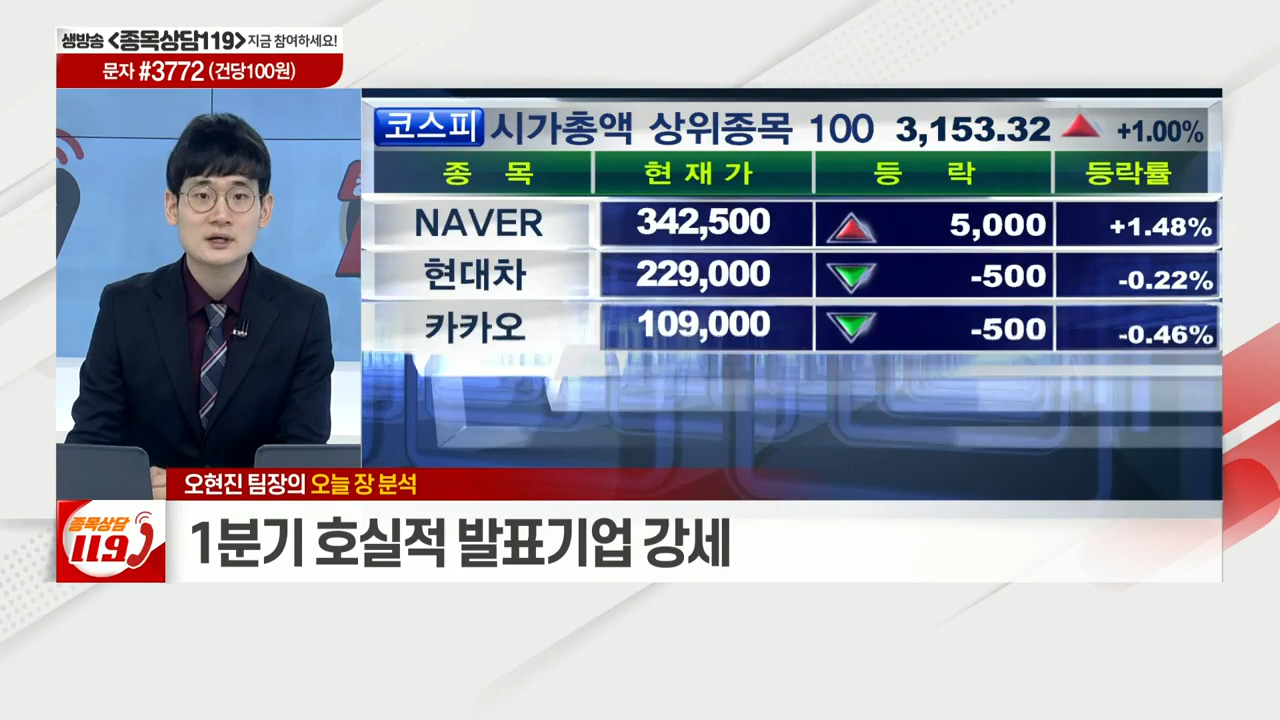 생방송 <종목상담119> 지금 참여하세요!
문자 #3772 (건당100원)
코스피 시가총액 상위종목 100 3,153.32 +1.00%
종 목 현 재 가 등 락 등락률
NAVER 342,500 5,000 +1.48%
현대차 229,000 -500 -0.22%
카카오 109,000 -500 -0.46%
오현진 팀장의 오늘 장 분석
종목상담
119
1분기 호실적 발표기업 강세